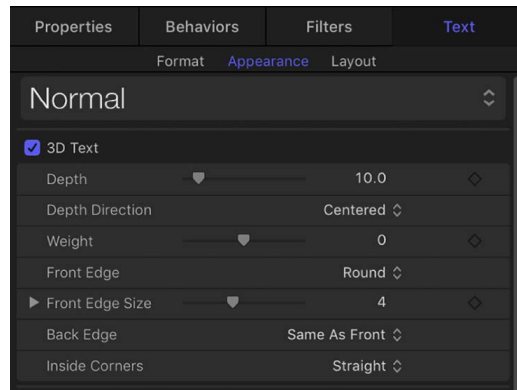 Properties Behaviors Filters Text
Format Appearance Layout
Normal
3D Text
Depth 10.0
Depth Direction Centered
Weight 0
Front Edge Round
Front Edge Size 4
Back Edge Same As Front
Inside Corners Straight